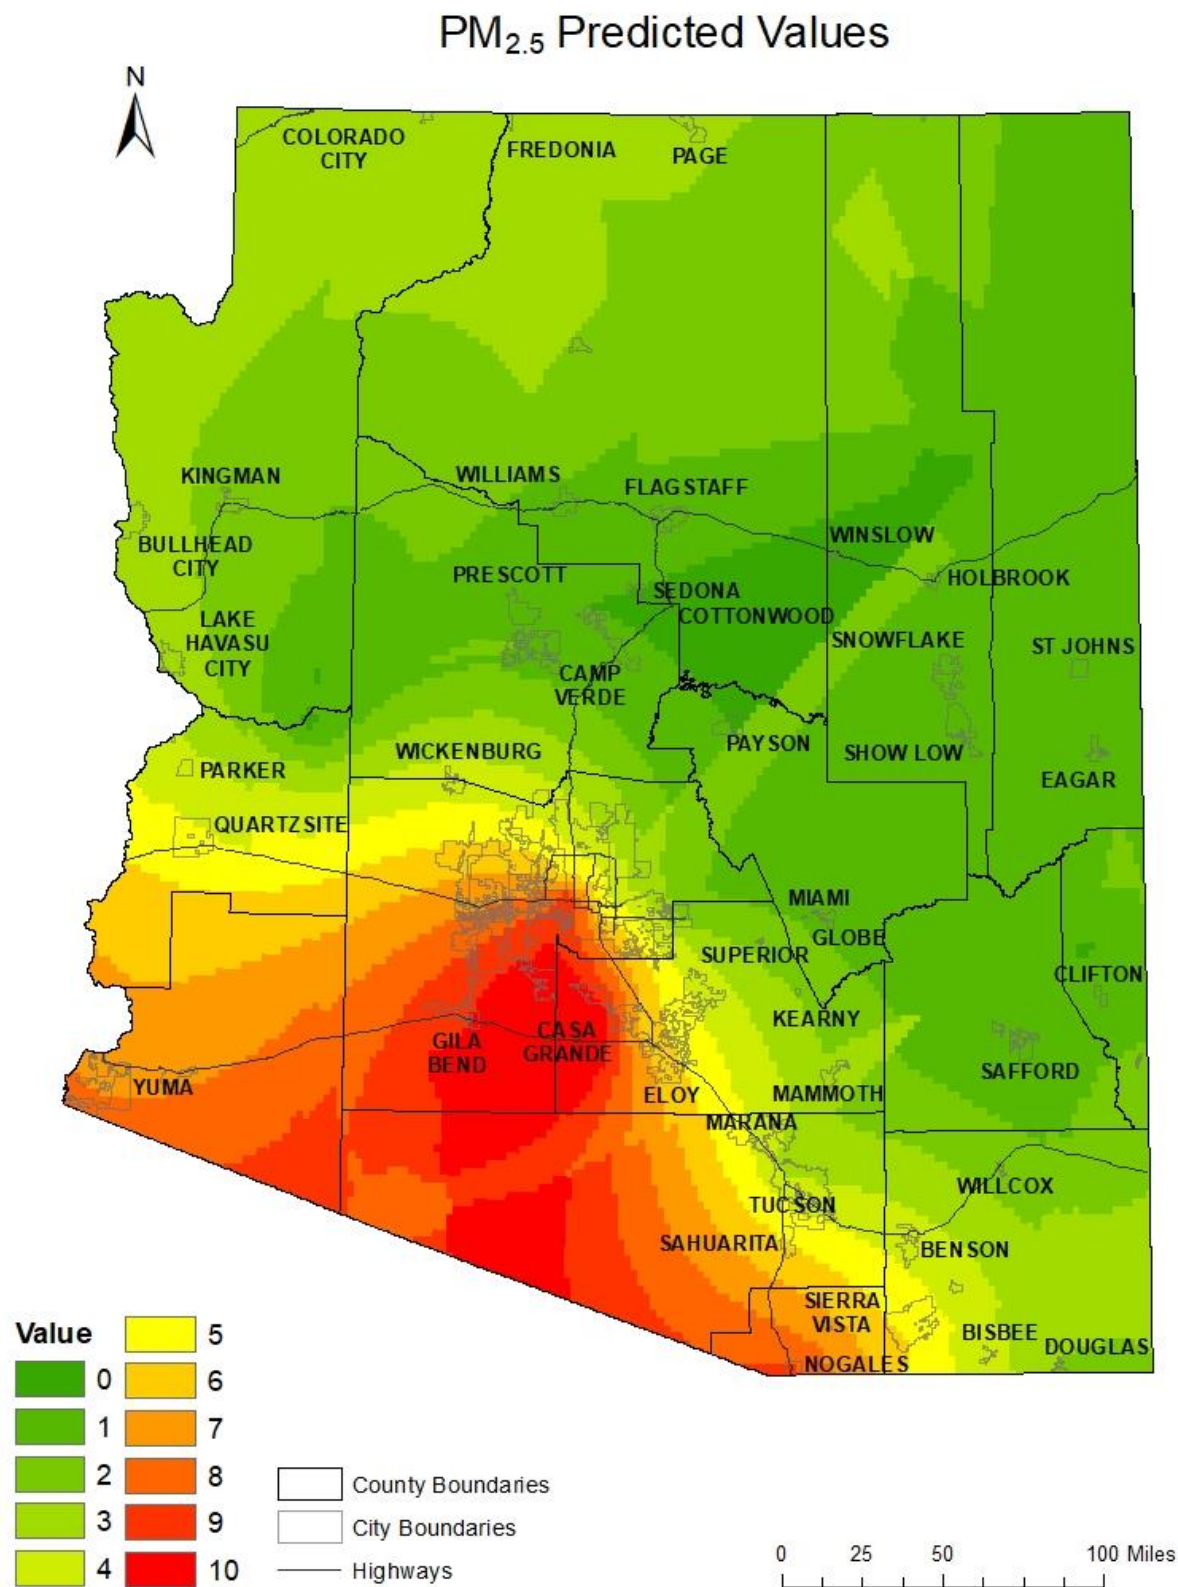 PM2.5 Predicted Values
N
COLORADO
CITY
FREDONIA
PAGE
KINGMAN
WILLIAMS
FLAGSTAFF
BULLHEAD
CITY
WINSLOW
PRESCOTT
HOLBROOK
SEDONA
COTTONWOOD
LAKE
HAVASU
CITY
SNOWFLAKE
ST JOHNS
CAMP
VERDE
WICKENBURG
PAYSON
SHOW LOW
PARKER
EAGAR
QUARTZSITE
MIAMI
GLOBE
SUPERIOR
CLIFTON
KEARNY
GILA
BEND
CASA
GRANDE
SAFFORD
YUMA
ELOY
MAMMOTH
MARANA
WILLCOX
TUCSON
SAHUARITA
BENSON
SIERRA
VISTA
BISBEE
DOUGLAS
NOGALES
Value
0
1
2
3
4
5
6
7
8
9
10
County Boundaries
City Boundaries
Highways
0 25 50 100 Miles